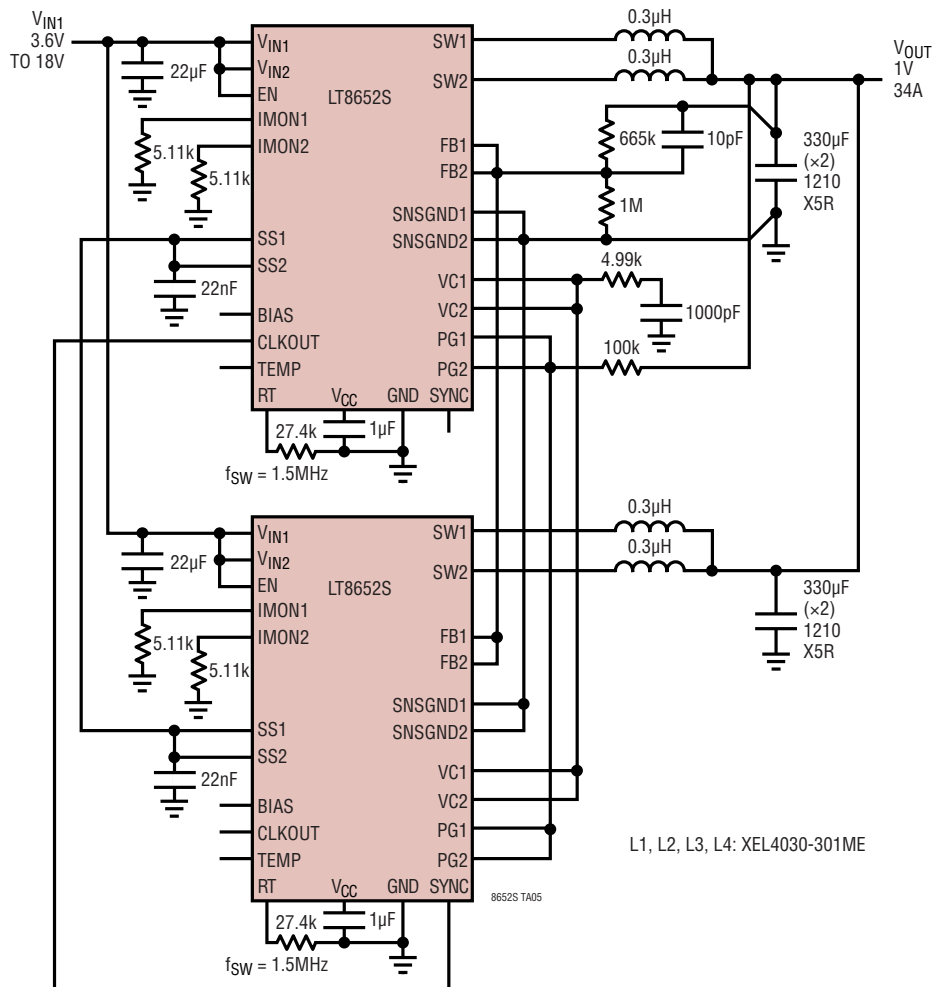 VIN1
3.6V
TO 18V
22µF
5.11k
5.11k
22nF
VIN1
VIN2
EN
IMON1
IMON2
SS1
SS2
BIAS
CLKOUT
TEMP
RT
VCC
GND
SYNC
LT8652S
SW1
SW2
FB1
FB2
SNSGND1
SNSGND2
VC1
VC2
PG1
PG2
0.3µH
0.3µH
VOUT
1V
34A
665k
10pF
1M
330µF
(×2)
1210
X5R
4.99k
1000pF
100k
27.4k
1µF
fSW = 1.5MHz
22µF
5.11k
5.11k
22nF
VIN1
VIN2
EN
IMON1
IMON2
SS1
SS2
BIAS
CLKOUT
TEMP
RT
VCC
GND
SYNC
LT8652S
SW1
SW2
FB1
FB2
SNSGND1
SNSGND2
VC1
VC2
PG1
PG2
0.3µH
0.3µH
330µF
(×2)
1210
X5R
L1, L2, L3, L4: XEL4030-301ME
8652S TA05
27.4k
1µF
fSW = 1.5MHz